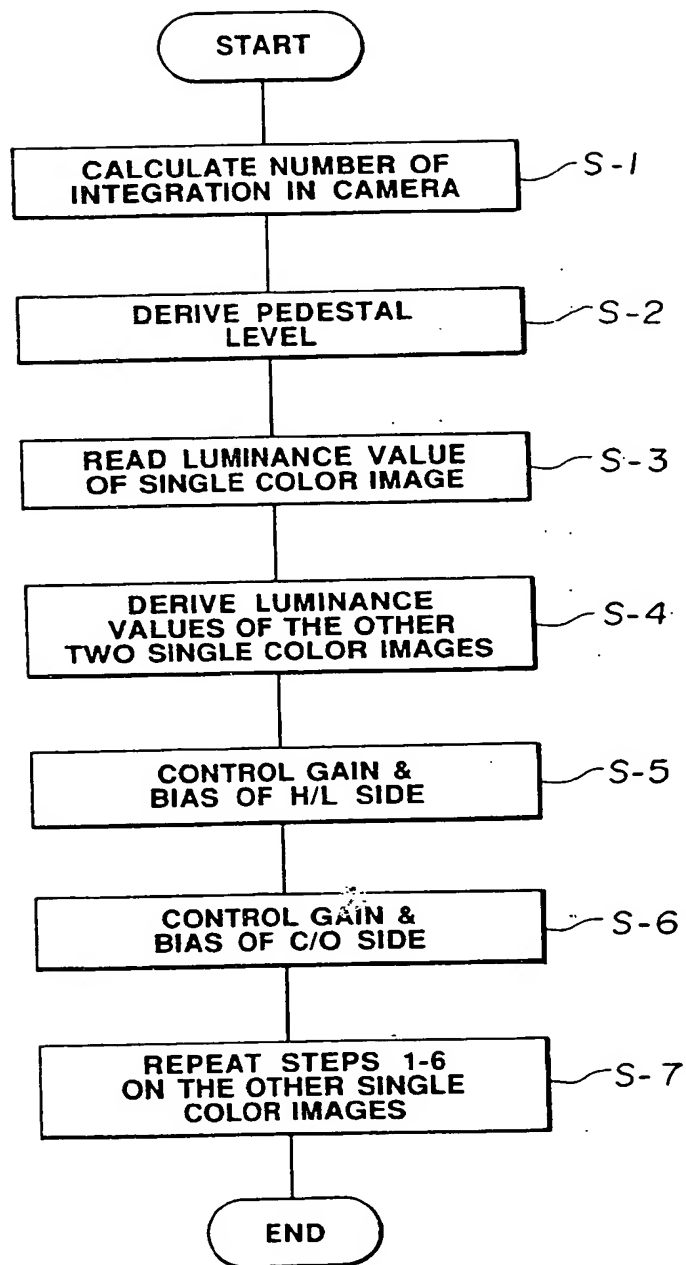 START
CALCULATE NUMBER OF
INTEGRATION IN CAMERA
S-1
DERIVE PEDESTAL
LEVEL
S-2
READ LUMINANCE VALUE
OF SINGLE COLOR IMAGE
S-3
DERIVE LUMINANCE
VALUES OF THE OTHER
TWO SINGLE COLOR IMAGES
S-4
CONTROL GAIN &
BIAS OF H/L SIDE
S-5
CONTROL GAIN &
BIAS OF C/O SIDE
S-6
REPEAT STEPS 1-6
ON THE OTHER SINGLE
COLOR IMAGES
S-7
END